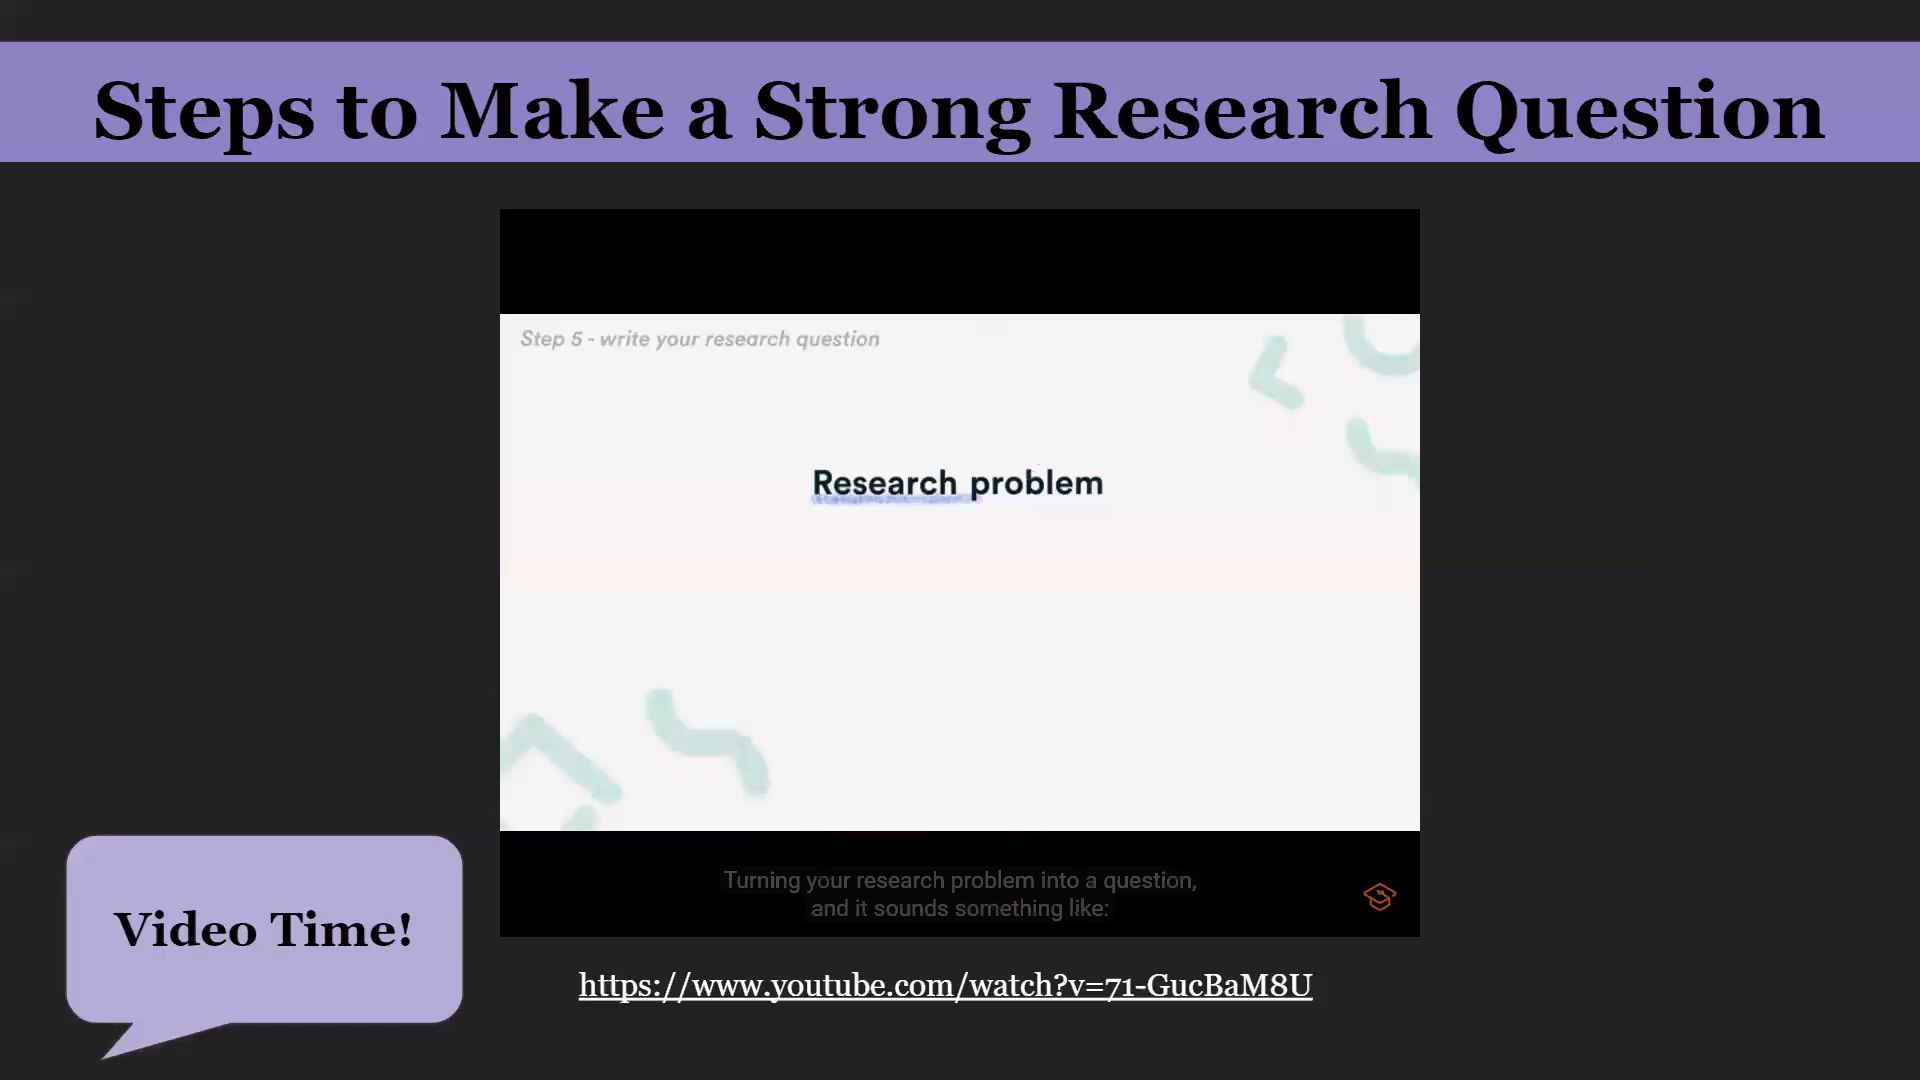 Steps to Make a Strong Research Question
Step 5 - write your research question
Research problem
Turning your research problem into a question,
and it sounds something like:
Video Time!
https://www.youtube.com/watch?v=71-GucBaM8U